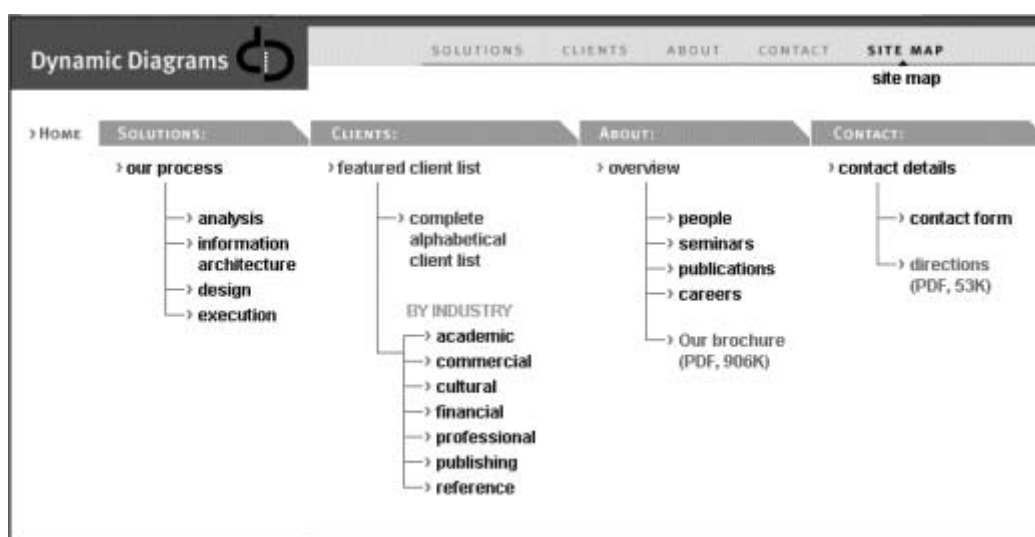 Dynamic Diagrams
SOLUTIONS CLIENTS ABOUT CONTACT SITE MAP
site map
› HOME
SOLUTIONS:
› our process
› analysis
› information
architecture
› design
› execution
CLIENTS:
› featured client list
› complete
alphabetical
client list
BY INDUSTRY
› academic
› commercial
› cultural
› financial
› professional
› publishing
› reference
ABOUT:
› overview
› people
› seminars
› publications
› careers
› Our brochure
(PDF, 906K)
CONTACT:
› contact details
› contact form
› directions
(PDF, 53K)